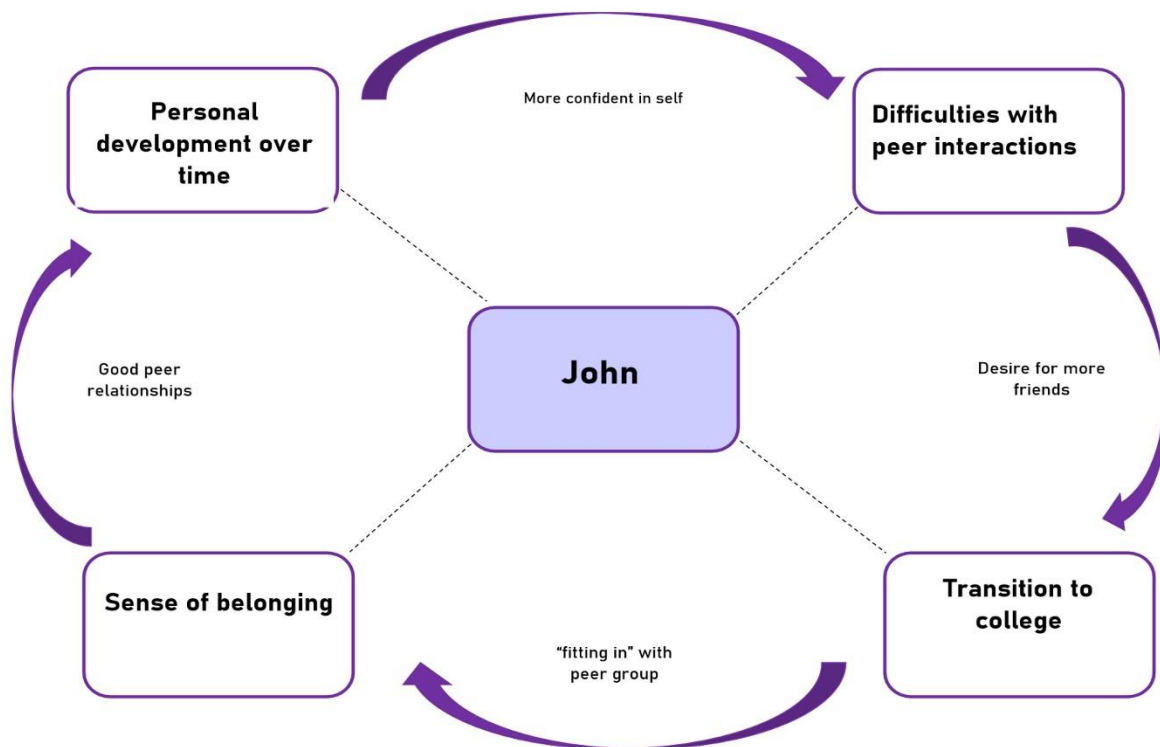 Personal
development over
time
More confident in self
Difficulties with
peer interactions
Good peer
relationships
John
Desire for more
friends
Sense of belonging
“fitting in” with
peer group
Transition to
college